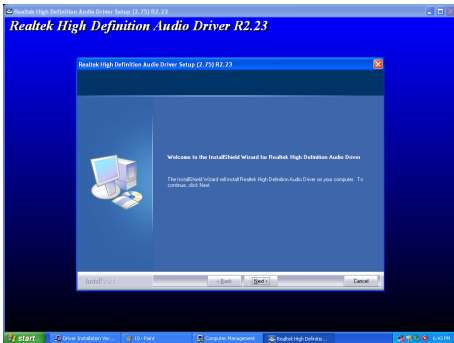 Realtek High Definition Audio Driver Setup (2.75) R2.23
Realtek High Definition Audio Driver R2.23
Realtek High Definition Audio Driver Setup (2.75) R2.23
Welcome to the InstallShield Wizard for Realtek High Definition Audio Driver
The InstallShield Wizard will install Realtek High Definition Audio Driver on your computer. To
continue, click Next
InstallShield
< Back
Next >
Cancel
start
Driver Installation Ver...
10 - Paint
Computer Management
Realtek High Definitio...
6:43 PM